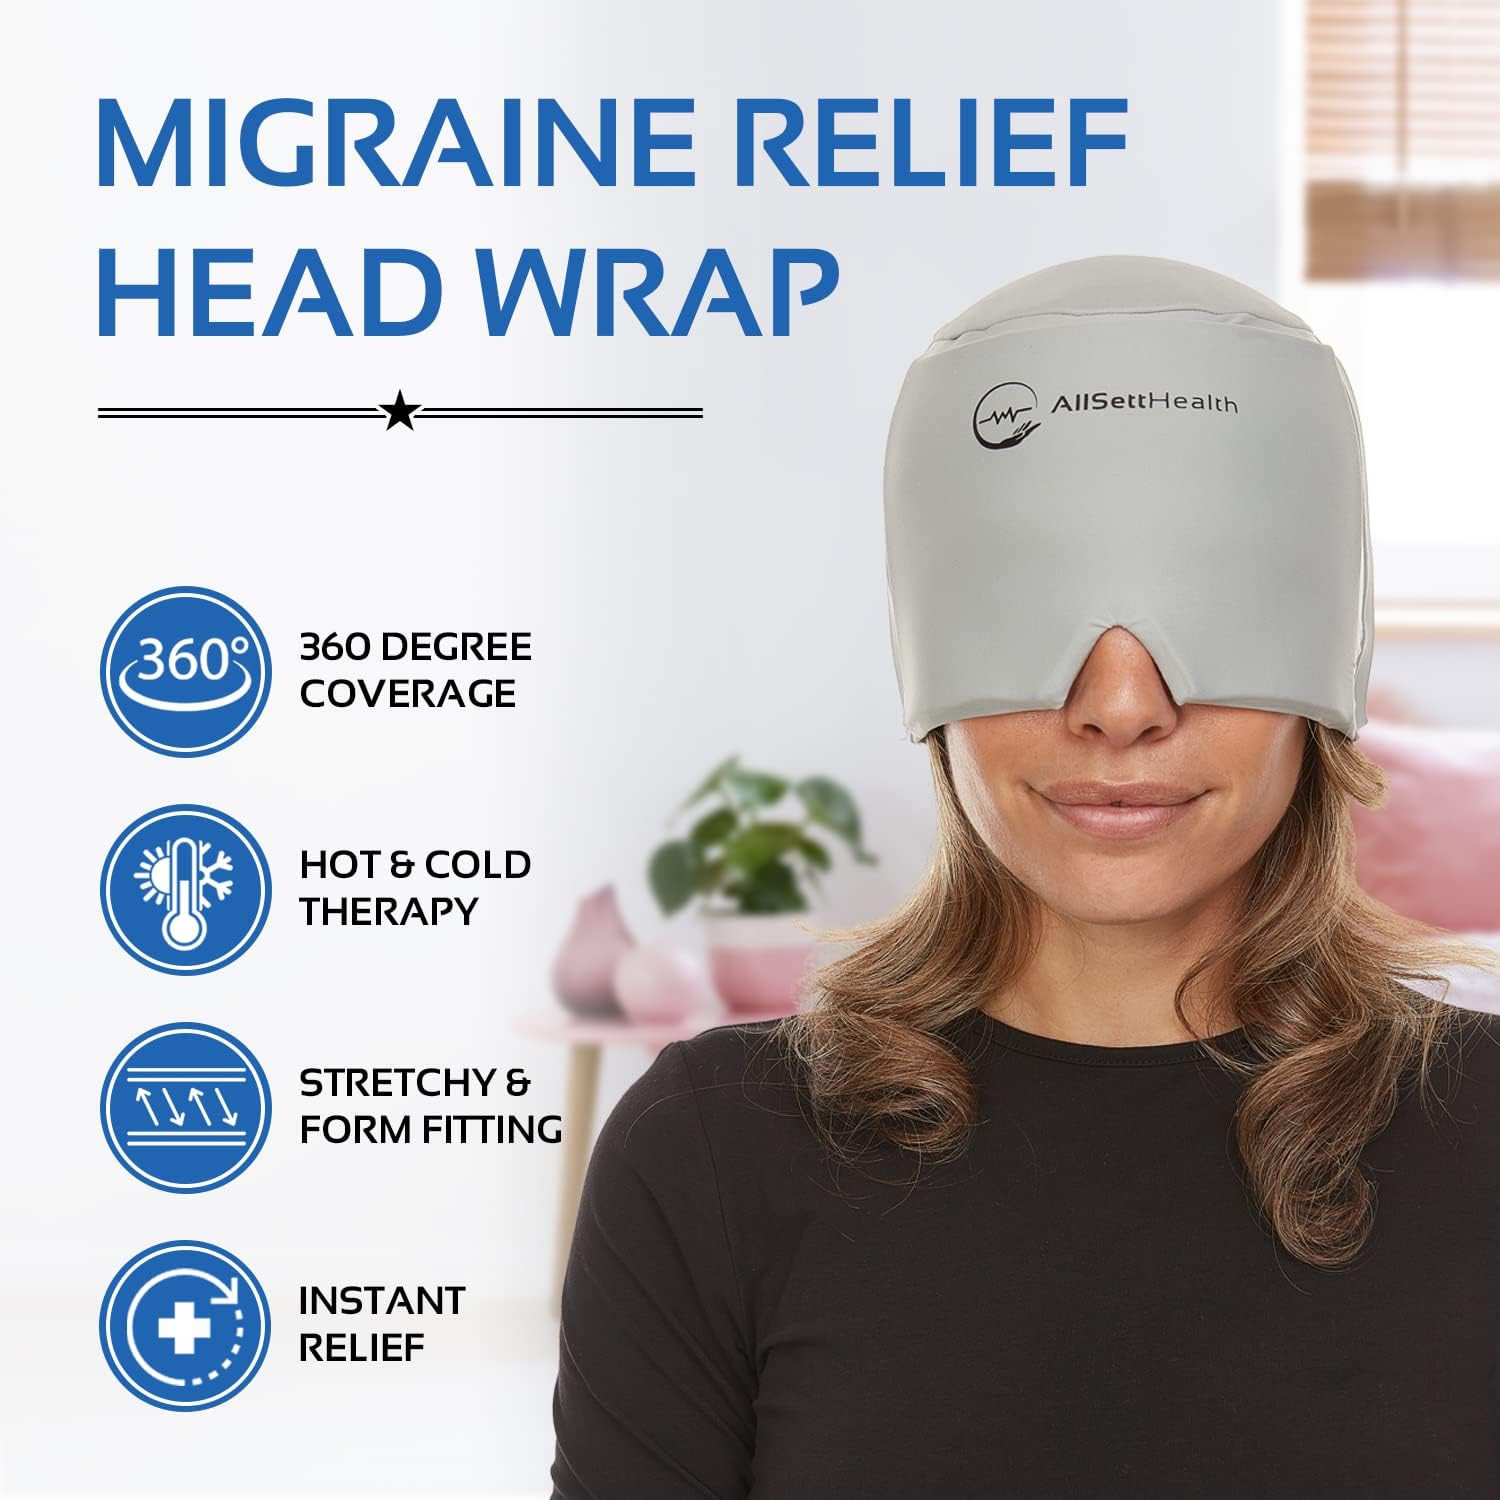 MIGRAINE RELIEF
HEAD WRAP
AllSettHealth
360°
360 DEGREE
COVERAGE
HOT & COLD
THERAPY
STRETCHY &
FORM FITTING
INSTANT
RELIEF